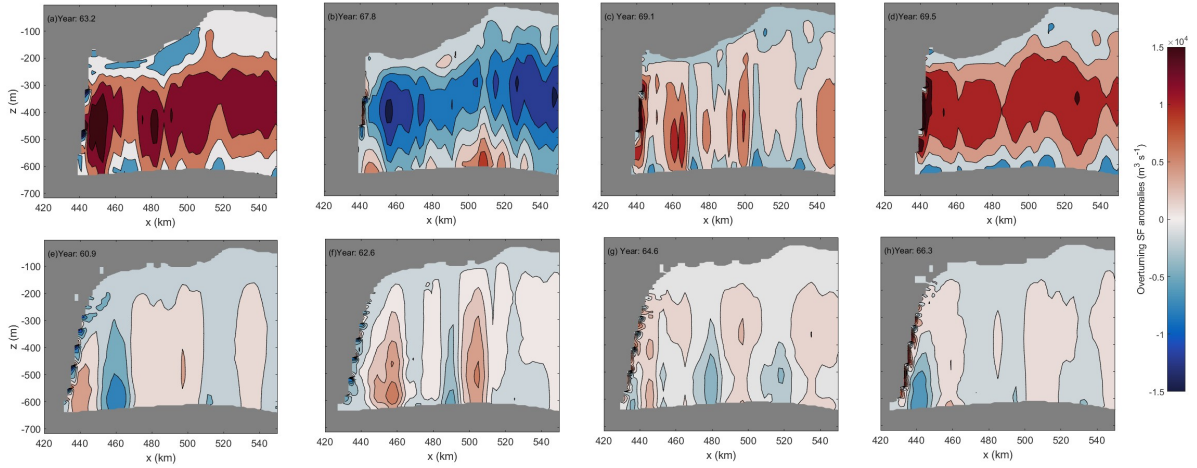 (a)Year: 63.2
(b)Year: 67.8
(c)Year: 69.1
(d)Year: 69.5
-100
-200
-300
-400
-500
-600
-700
z (m)
420 440 460 480 500 520 540
420 440 460 480 500 520 540
420 440 460 480 500 520 540
420 440 460 480 500 520 540
x (km)
x (km)
x (km)
x (km)
(e)Year: 60.9
(f)Year: 62.6
(g)Year: 64.6
(h)Year: 66.3
-100
-200
-300
-400
-500
-600
-700
z (m)
420 440 460 480 500 520 540
420 440 460 480 500 520 540
420 440 460 480 500 520 540
420 440 460 480 500 520 540
x (km)
x (km)
x (km)
x (km)
×10⁴
1.5
1
0.5
0
-0.5
-1
-1.5
Overturning SF anomalies (m³ s⁻¹)